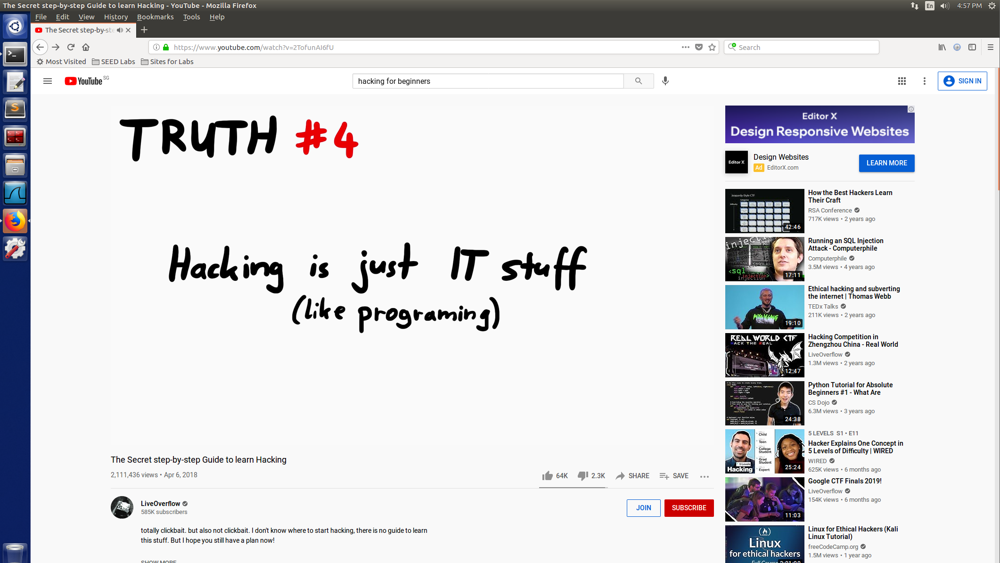 The Secret step-by-step Guide to learn Hacking - YouTube - Mozilla Firefox
En
4:57 PM
File Edit View History Bookmarks Tools Help
The Secret step-by-ste
https://www.youtube.com/watch?v=2TofunAI6fU
Search
Most Visited SEED Labs Sites for Labs
YouTube SG
hacking for beginners
SIGN IN
TRUTH #4
Hacking is just IT stuff
(like programing)
The Secret step-by-step Guide to learn Hacking
2,111,436 views • Apr 6, 2018
64K 2.3K SHARE SAVE
LiveOverflow
585K subscribers
JOIN SUBSCRIBE
totally clickbait. but also not clickbait. I don't know where to start hacking, there is no guide to learn
this stuff. But I hope you still have a plan now!
SHOW MORE
Editor X
Design Responsive Websites
Editor X
Design Websites
Ad EditorX.com
LEARN MORE
Jeopardy-Style CTF
Categories
Difficulty
42:46
How the Best Hackers Learn
Their Craft
RSA Conference
717K views • 2 years ago
<sql
injection>
17:11
Running an SQL Injection
Attack - Computerphile
Computerphile
3.5M views • 4 years ago
19:10
Ethical hacking and subverting
the internet | Thomas Webb
TEDx Talks
211K views • 2 years ago
REAL WORLD CTF
HACK THE REAL
12:47
Hacking Competition in
Zhengzhou China - Real World
LiveOverflow
1.3M views • 2 years ago
24:38
Python Tutorial for Absolute
Beginners #1 - What Are
CS Dojo
6.3M views • 3 years ago
Child
Teen
College
Student
Grad
Student
Expert
5 Levels
Hacking
25:24
5 LEVELS S1 • E11
Hacker Explains One Concept in
5 Levels of Difficulty | WIRED
WIRED
625K views • 6 months ago
11:03
Google CTF Finals 2019!
LiveOverflow
154K views • 6 months ago
Linux
for ethical hackers
Full Course
2:01:00
Linux for Ethical Hackers (Kali
Linux Tutorial)
freeCodeCamp.org
1.5M views • 1 year ago